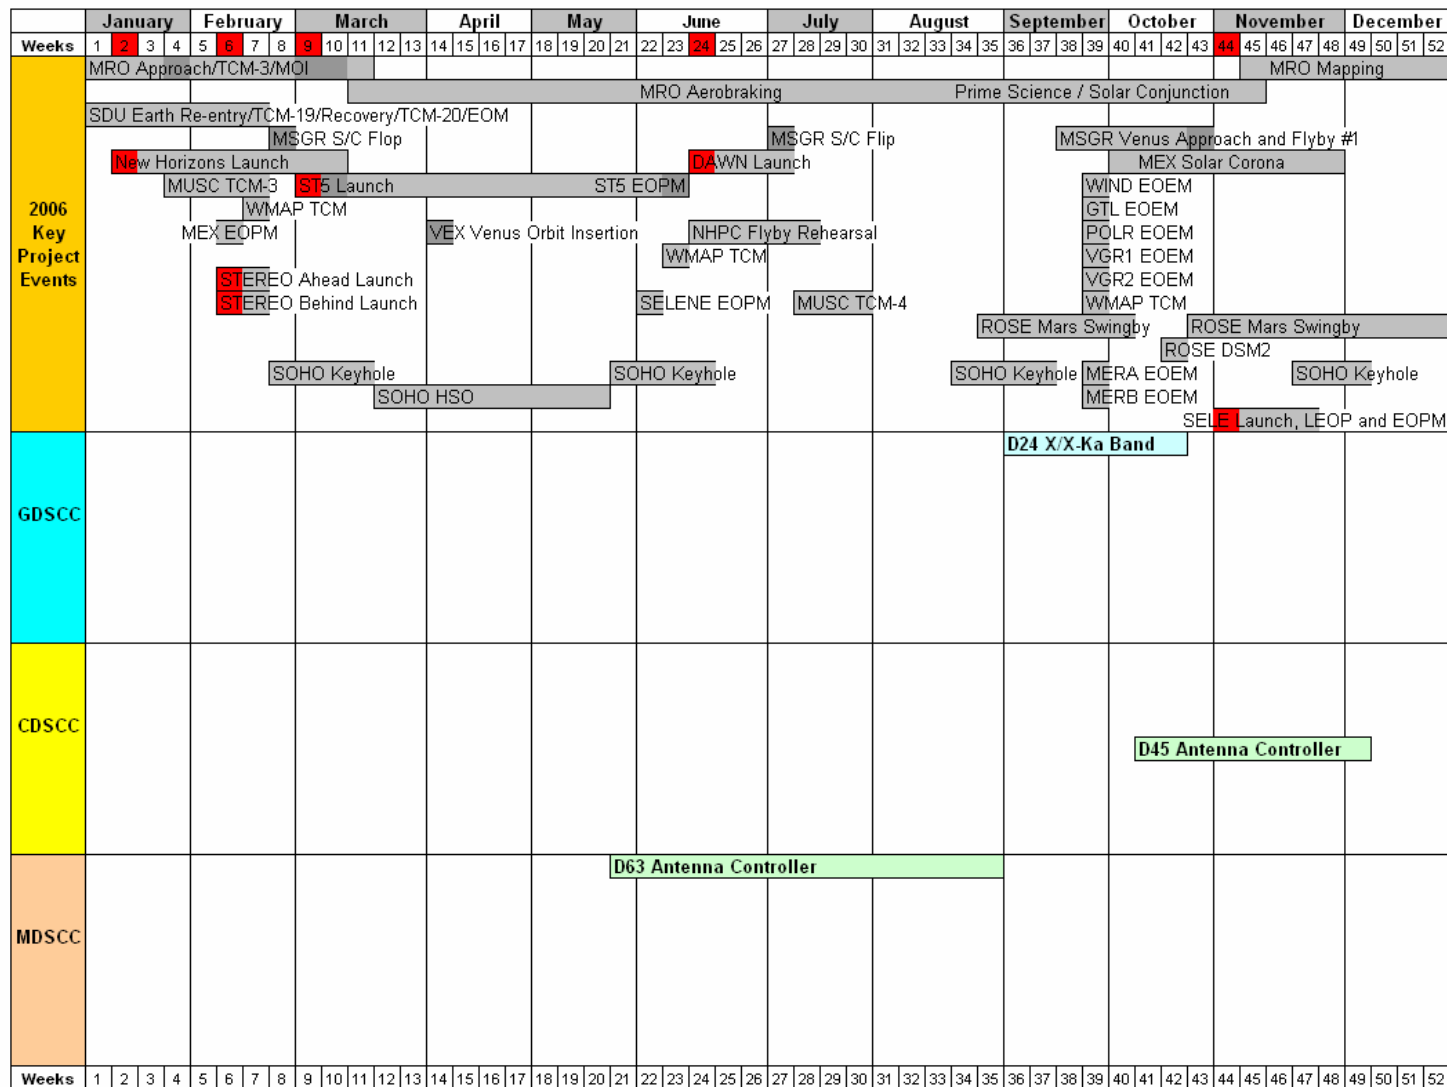 January February March April May June July August September October November December
Weeks 1 2 3 4 5 6 7 8 9 10 11 12 13 14 15 16 17 18 19 20 21 22 23 24 25 26 27 28 29 30 31 32 33 34 35 36 37 38 39 40 41 42 43 44 45 46 47 48 49 50 51 52
MRO Approach/TCM-3/MOI MRO Mapping
MRO Aerobraking Prime Science / Solar Conjunction
SDU Earth Re-entry/TCM-19/Recovery/TCM-20/EOM
MSGR S/C Flop MSGR S/C Flip MSGR Venus Approach and Flyby #1
New Horizons Launch DAWN Launch MEX Solar Corona
MUSC TCM-3 ST5 Launch ST5 EOPM WIND EOEM
2006
Key
Project
Events
WMAP TCM GTL EOEM
MEX EOPM VEX Venus Orbit Insertion NHPC Flyby Rehearsal POLR EOEM
WMAP TCM VGR1 EOEM
STEREO Ahead Launch VGR2 EOEM
STEREO Behind Launch SELENE EOPM MUSC TCM-4 WMAP TCM
ROSE Mars Swingby ROSE Mars Swingby
ROSE DSM2
SOHO Keyhole SOHO Keyhole SOHO Keyhole MERA EOEM SOHO Keyhole
SOHO HSO MERB EOEM
SELE Launch, LEOP and EOPM
D24 X/X-Ka Band
GDSCC
CDSCC
D45 Antenna Controller
D63 Antenna Controller
MDSCC
Weeks 1 2 3 4 5 6 7 8 9 10 11 12 13 14 15 16 17 18 19 20 21 22 23 24 25 26 27 28 29 30 31 32 33 34 35 36 37 38 39 40 41 42 43 44 45 46 47 48 49 50 51 52